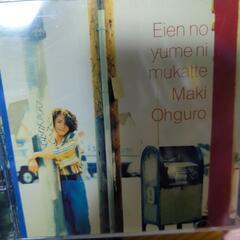 Eien no
yume ni
mukatte
Maki
Ohguro